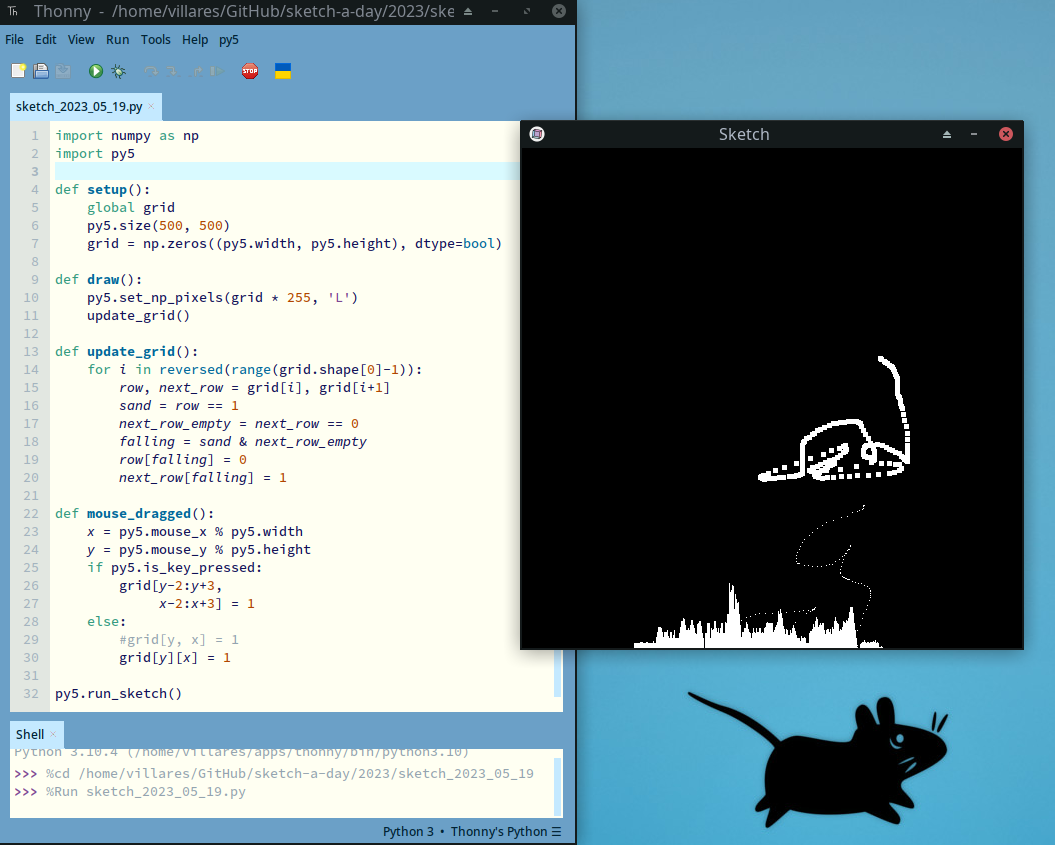 Th Thonny - /home/villares/GitHub/sketch-a-day/2023/ske
File Edit View Run Tools Help py5
STOP
sketch_2023_05_19.py ×
1 import numpy as np
2 import py5
3
4 def setup():
5     global grid
6     py5.size(500, 500)
7     grid = np.zeros((py5.width, py5.height), dtype=bool)
8
9 def draw():
10     py5.set_np_pixels(grid * 255, 'L')
11     update_grid()
12
13 def update_grid():
14     for i in reversed(range(grid.shape[0]-1)):
15         row, next_row = grid[i], grid[i+1]
16         sand = row == 1
17         next_row_empty = next_row == 0
18         falling = sand & next_row_empty
19         row[falling] = 0
20         next_row[falling] = 1
21
22 def mouse_dragged():
23     x = py5.mouse_x % py5.width
24     y = py5.mouse_y % py5.height
25     if py5.is_key_pressed:
26         grid[y-2:y+3,
27              x-2:x+3] = 1
28     else:
29         #grid[y, x] = 1
30         grid[y][x] = 1
31
32 py5.run_sketch()
Sketch
Shell ×
Python 3.10.4 (/home/villares/apps/thonny/bin/python3.10)
>>> %cd /home/villares/GitHub/sketch-a-day/2023/sketch_2023_05_19
>>> %Run sketch_2023_05_19.py
Python 3 • Thonny's Python ☰